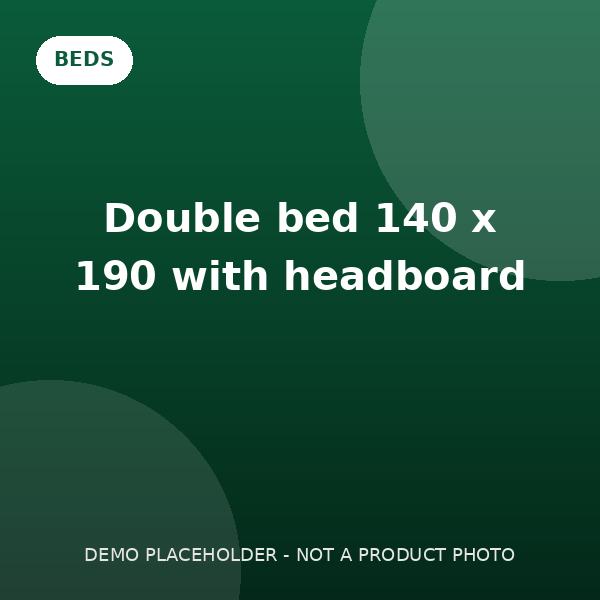 BEDS
Double bed 140 x
190 with headboard
DEMO PLACEHOLDER - NOT A PRODUCT PHOTO